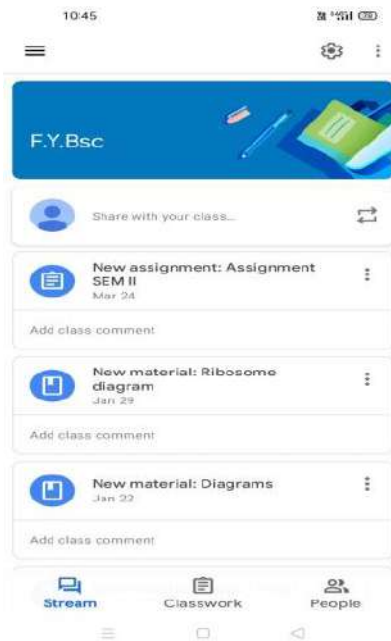 10:45
F.Y.Bsc
Share with your class...
New assignment: Assignment
SEM II
Mar 24
Add class comment
New material: Ribosome
diagram
Jan 29
Add class comment
New material: Diagrams
Jan 22
Add class comment
Stream Classwork People